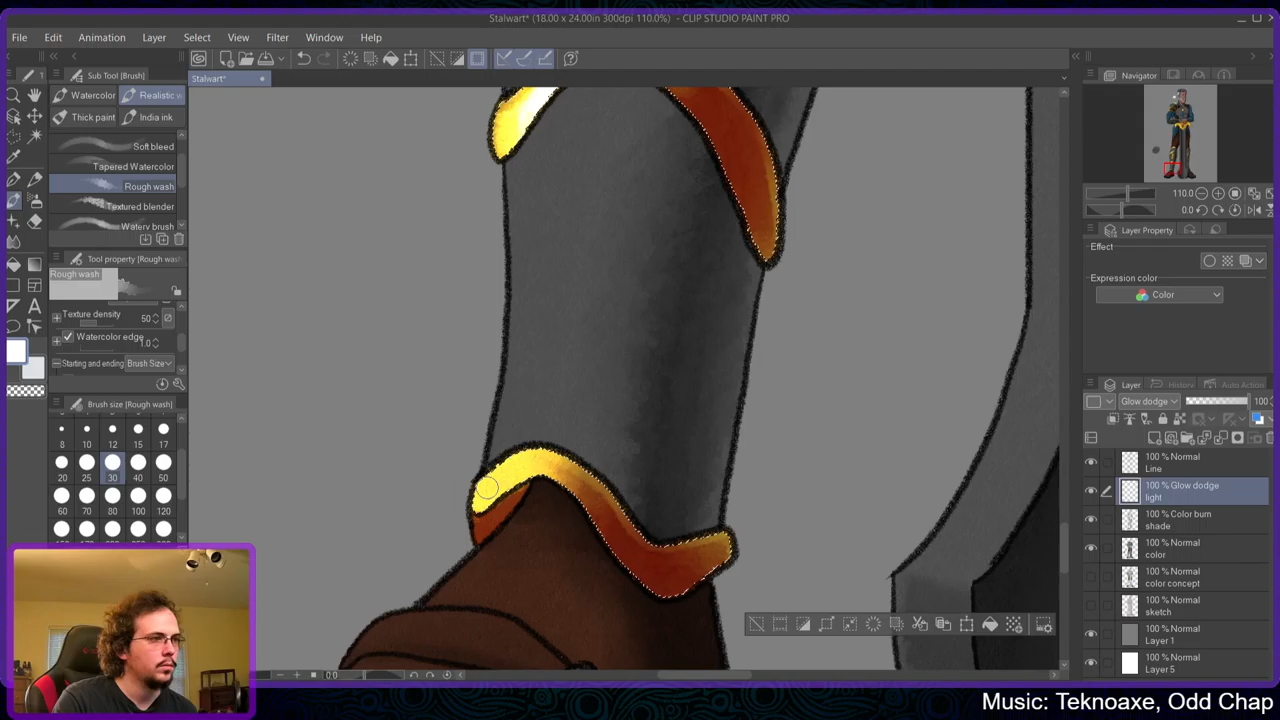 Stalwart* (18.00 x 24.00in 300dpi 110.0%) - CLIP STUDIO PAINT PRO
File Edit Animation Layer Select View Filter Window Help
Sub Tool [Brush]
Stalwart*
Navigator
Watercolor
Realistic w
Thick paint
India ink
Soft bleed
Tapered Watercolor
Rough wash
Textured blender
Watery brush
110.0
0.0
Layer Property
Tool property [Rough wash]
Effect
Rough wash
Expression color
Color
Texture density 50
Watercolor edge 1.0
Starting and ending Brush Size
Layer History Auto Action
Glow dodge 100
Brush size [Rough wash]
8 10 12 15 17
20 25 30 40 50
60 70 80 100 120
100 % Normal
Line
100 % Glow dodge
light
100 % Color burn
shade
100 % Normal
color
100 % Normal
color concept
100 % Normal
sketch
100 % Normal
Layer 1
100 % Normal
Layer 5
0.0
Music: Teknoaxe, Odd Chap